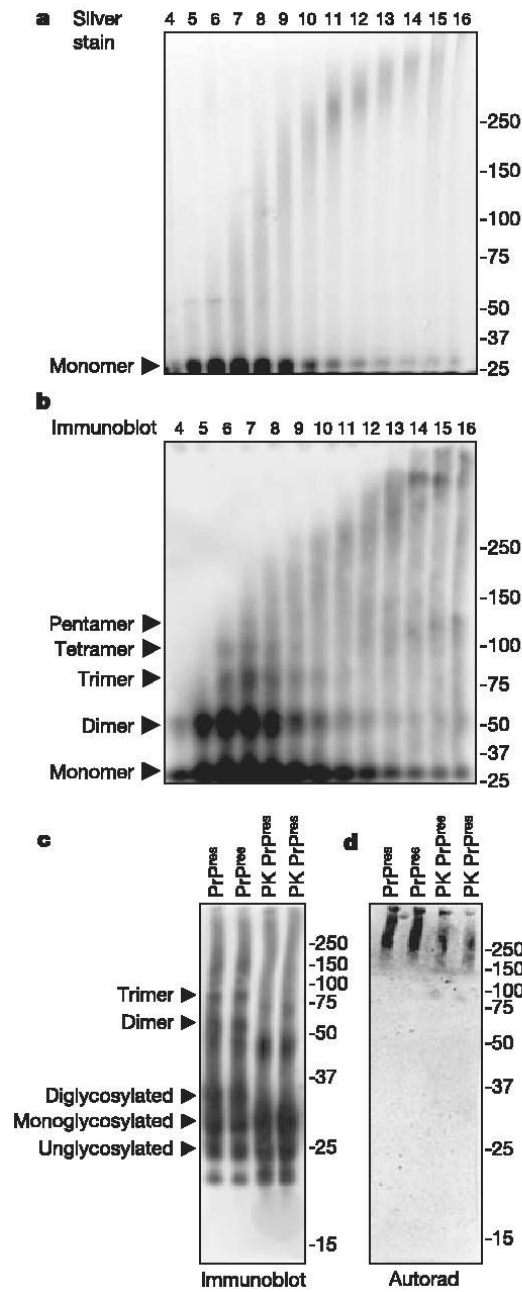 a Silver stain 4 5 6 7 8 9 10 11 12 13 14 15 16
-250
-150
-100
-75
-50
-37
Monomer ► -25
b
Immunoblot 4 5 6 7 8 9 10 11 12 13 14 15 16
-250
-150
Pentamer ►
Tetramer ► -100
Trimer ► -75
Dimer ► -50
-37
Monomer ► -25
c PrPres PrPres PK PrPres PK PrPres
-250
-150
-100
Trimer ► -75
Dimer ► -50
-37
Diglycosylated ►
Monoglycosylated ►
Unglycosylated ► -25
-15
Immunoblot
d PrPres PrPres PK PrPres PK PrPres
-250
-150
-100
-75
-50
-37
-25
-15
Autorad